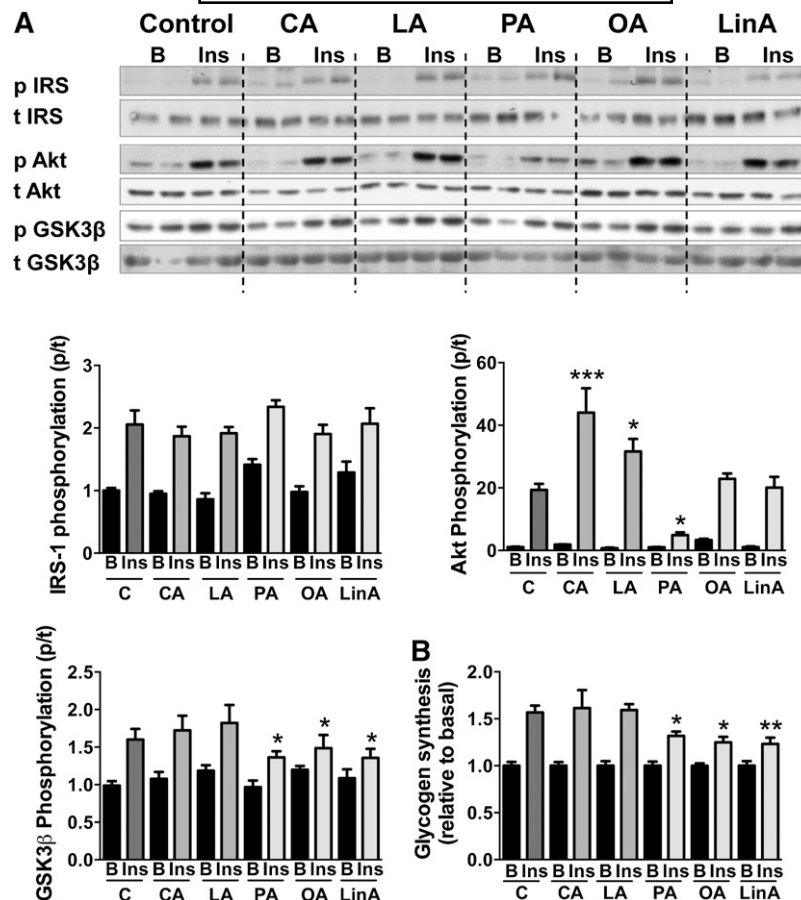 A Control CA LA PA OA LinA
B Ins B Ins B Ins B Ins B Ins B Ins
p IRS
t IRS
p Akt
t Akt
p GSK3β
t GSK3β
IRS-1 phosphorylation (p/t)
3
2
1
0
B Ins B Ins B Ins B Ins B Ins B Ins
C CA LA PA OA LinA
Akt Phosphorylation (p/t)
60
40
20
0
***
*
*
B Ins B Ins B Ins B Ins B Ins B Ins
C CA LA PA OA LinA
GSK3β Phosphorylation (p/t)
2.5
2.0
1.5
1.0
0.5
0.0
* * *
B Ins B Ins B Ins B Ins B Ins B Ins
C CA LA PA OA LinA
B
Glycogen synthesis
(relative to basal)
2.0
1.5
1.0
0.5
0.0
* * **
B Ins B Ins B Ins B Ins B Ins B Ins
C CA LA PA OA LinA